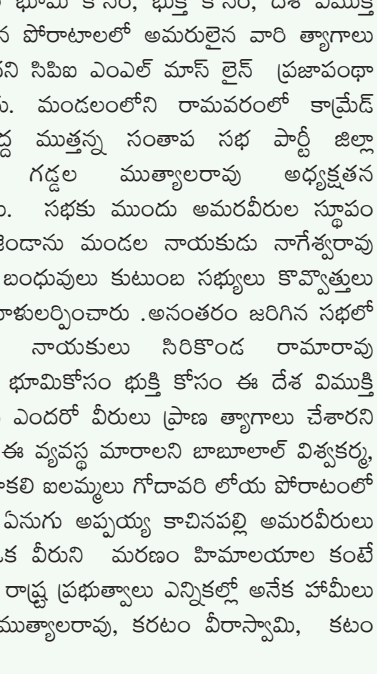 భూమి కోసం, భుక్తి కోసం, దేశ విముక్తి
పోరాటాలలో అమరులైన వారి త్యాగాలు
సిపిఐ ఎంఎల్ మాస్ లైన్ ప్రజాపంథా
మండలంలోని రామవరంలో కామ్రేడ్
ముత్తన్న సంతాప సభ పార్టీ జిల్లా
గడ్డల ముత్యాలరావు అధ్యక్షతన
సభకు ముందు అమరవీరుల స్థూపం
మండల నాయకుడు నాగేశ్వరావు
బంధువులు కుటుంబ సభ్యులు కొవ్వొత్తులు
.అనంతరం జరిగిన సభలో
నాయకులు సిరికొండ రామారావు
భూమికోసం భుక్తి కోసం ఈ దేశ విముక్తి
ఎందరో వీరులు ప్రాణ త్యాగాలు చేశారని
ఈ వ్యవస్థ మారాలని బాబూలాల్ విశ్వకర్మ,
ఐలమ్మలు గోదావరి లోయ పోరాటంలో
ఏనుగు అప్పయ్య కాచినపల్లి అమరవీరులు
వీరుని మరణం హిమాలయాల కంటే
రాష్ట్ర ప్రభుత్వాలు ఎన్నికల్లో అనేక హామీలు
ముత్యాలరావు, కరటం వీరాస్వామి, కటం